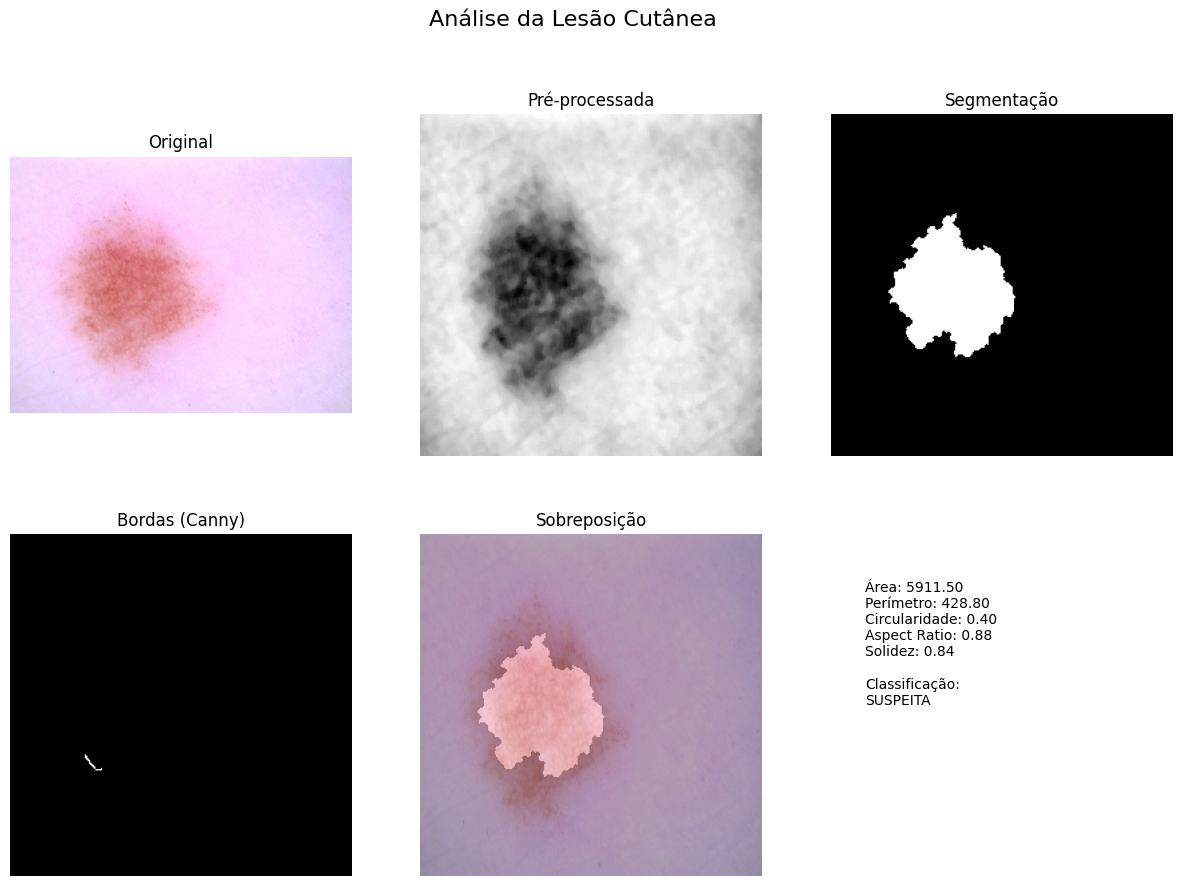 Análise da Lesão Cutânea
Original
Pré-processada
Segmentação
Bordas (Canny)
Sobreposição
Área: 5911.50
Perímetro: 428.80
Circularidade: 0.40
Aspect Ratio: 0.88
Solidez: 0.84
Classificação:
SUSPEITA